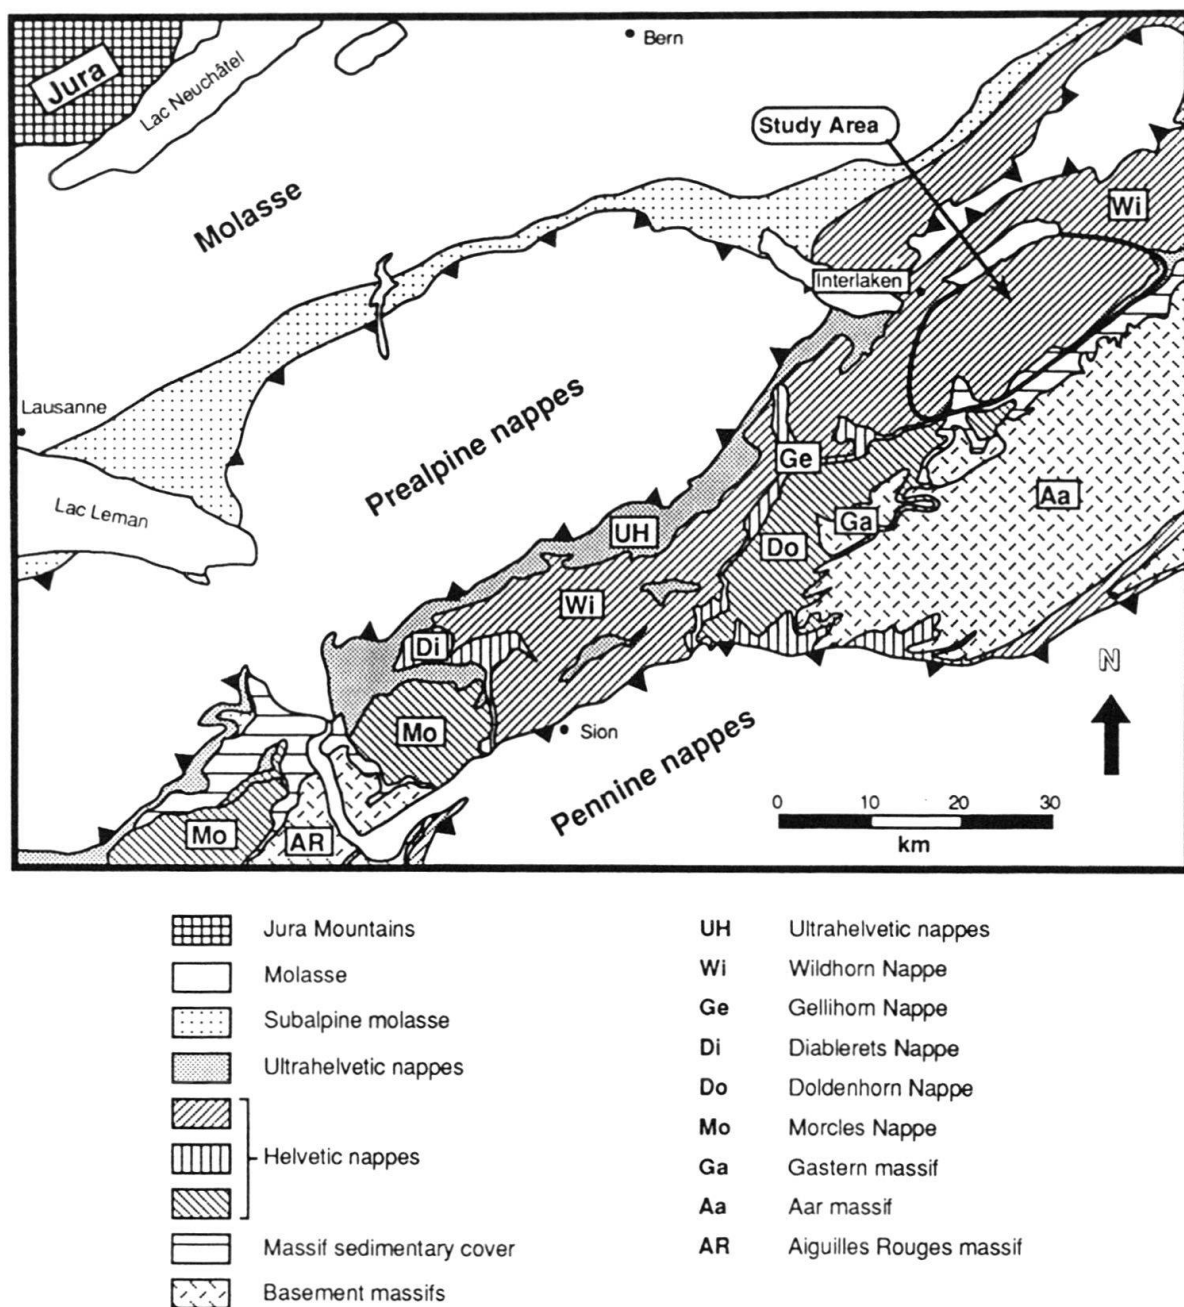 Jura
Lac Neuchâtel
Bern
Study Area
Molasse
Wi
Interlaken
Lausanne
Prealpine nappes
Lac Leman
Ge
Aa
Ga
UH
Do
Wi
Di
N
Mo
Sion
Pennine nappes
0 10 20 30
km
Mo
AR
Jura Mountains
Molasse
Subalpine molasse
Ultrahelvetic nappes
Helvetic nappes
Massif sedimentary cover
Basement massifs
UH Ultrahelvetic nappes
Wi Wildhorn Nappe
Ge Gellihorn Nappe
Di Diablerets Nappe
Do Doldenhorn Nappe
Mo Morcles Nappe
Ga Gastern massif
Aa Aar massif
AR Aiguilles Rouges massif